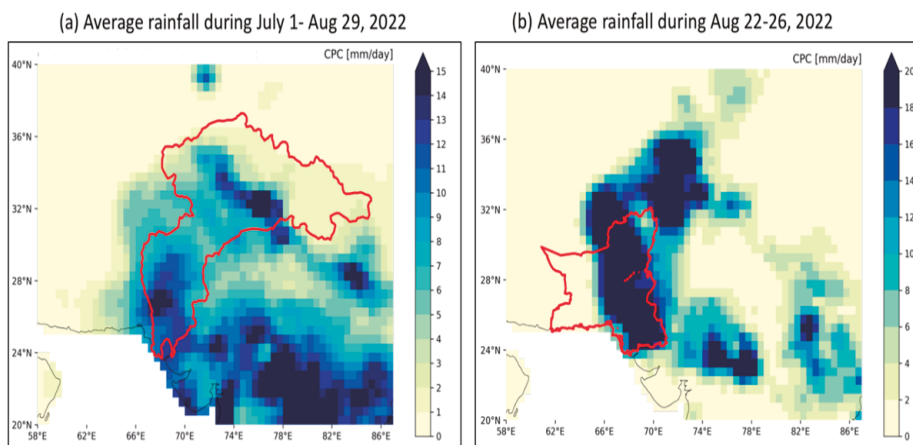 (a) Average rainfall during July 1- Aug 29, 2022
(b) Average rainfall during Aug 22-26, 2022
CPC [mm/day]
40°N
36°N
32°N
28°N
24°N
20°N
58°E 62°E 66°E 70°E 74°E 78°E 82°E 86°E
15
14
13
12
11
10
9
8
7
6
5
4
3
2
1
0
CPC [mm/day]
40°N
36°N
32°N
28°N
24°N
20°N
58°E 62°E 66°E 70°E 74°E 78°E 82°E 86°E
20
18
16
14
12
10
8
6
4
2
0